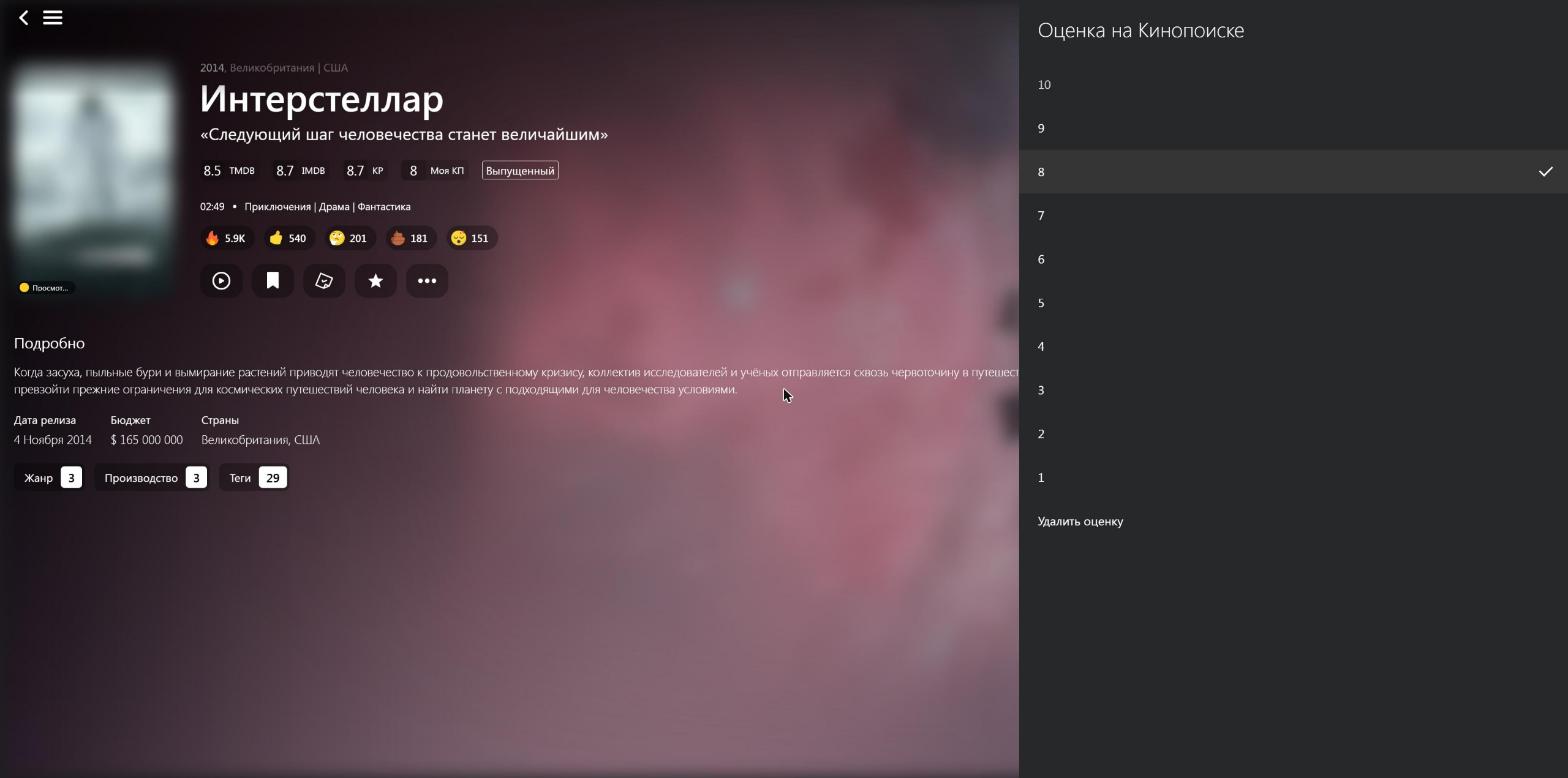 2014, Великобритания | США
Интерстеллар
«Следующий шаг человечества станет величайшим»
8.5 TMDB 8.7 IMDB 8.7 KP 8 Моя КП Выпущенный
02:49 • Приключения | Драма | Фантастика
5.9K 540 201 181 151
Просмот...
Подробно
Когда засуха, пыльные бури и вымирание растений приводят человечество к продовольственному кризису, коллектив исследователей и учёных отправляется сквозь червоточину в путешест
превзойти прежние ограничения для космических путешествий человека и найти планету с подходящими для человечества условиями.
Дата релиза Бюджет Страны
4 Ноября 2014 $ 165 000 000 Великобритания, США
Жанр 3 Производство 3 Теги 29
Оценка на Кинопоиске
10
9
8
7
6
5
4
3
2
1
Удалить оценку